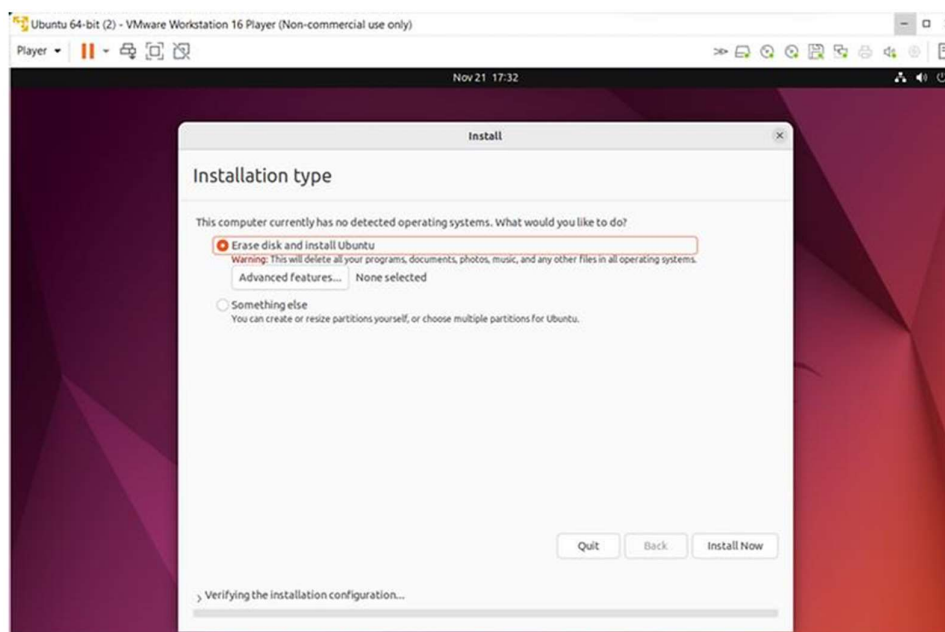 Ubuntu 64-bit (2) - VMware Workstation 16 Player (Non-commercial use only)
Player
Nov 21 17:32
Install
Installation type
This computer currently has no detected operating systems. What would you like to do?
Erase disk and install Ubuntu
Warning: This will delete all your programs, documents, photos, music, and any other files in all operating systems.
Advanced features... None selected
Something else
You can create or resize partitions yourself, or choose multiple partitions for Ubuntu.
Quit Back Install Now
Verifying the installation configuration...